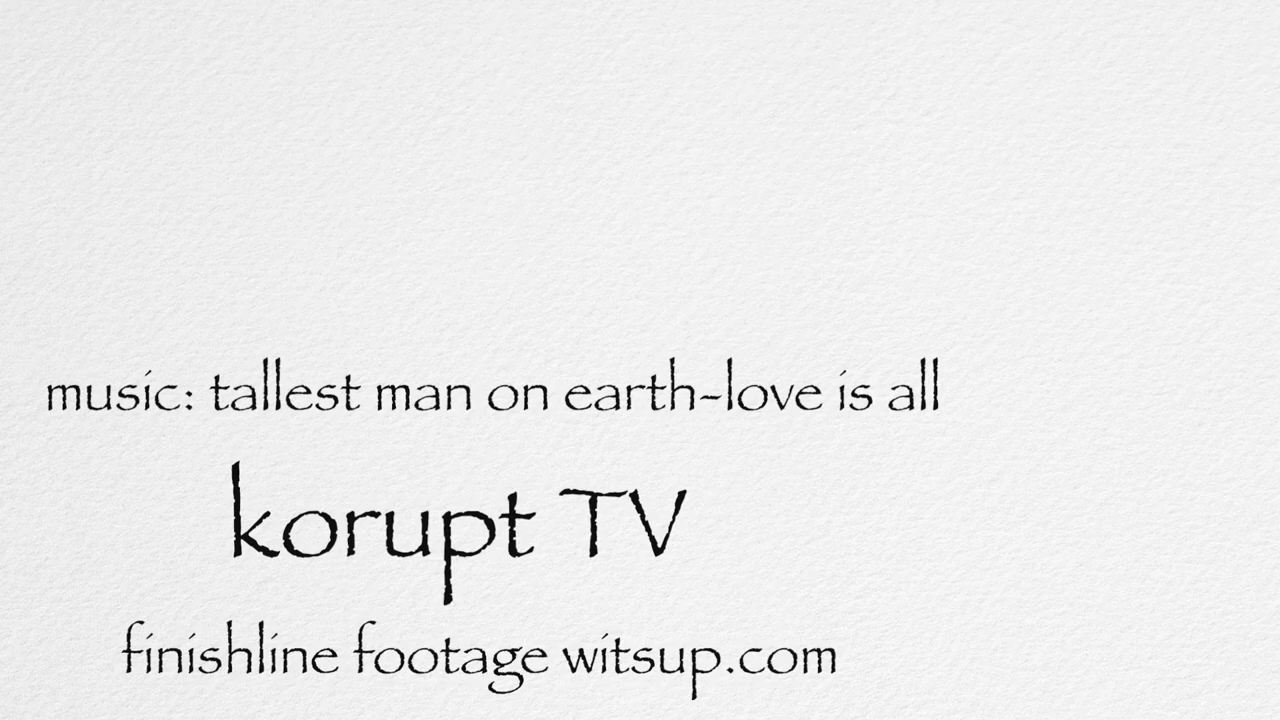 music: tallest man on earth-love is all
korupt TV
finishline footage witsup.com